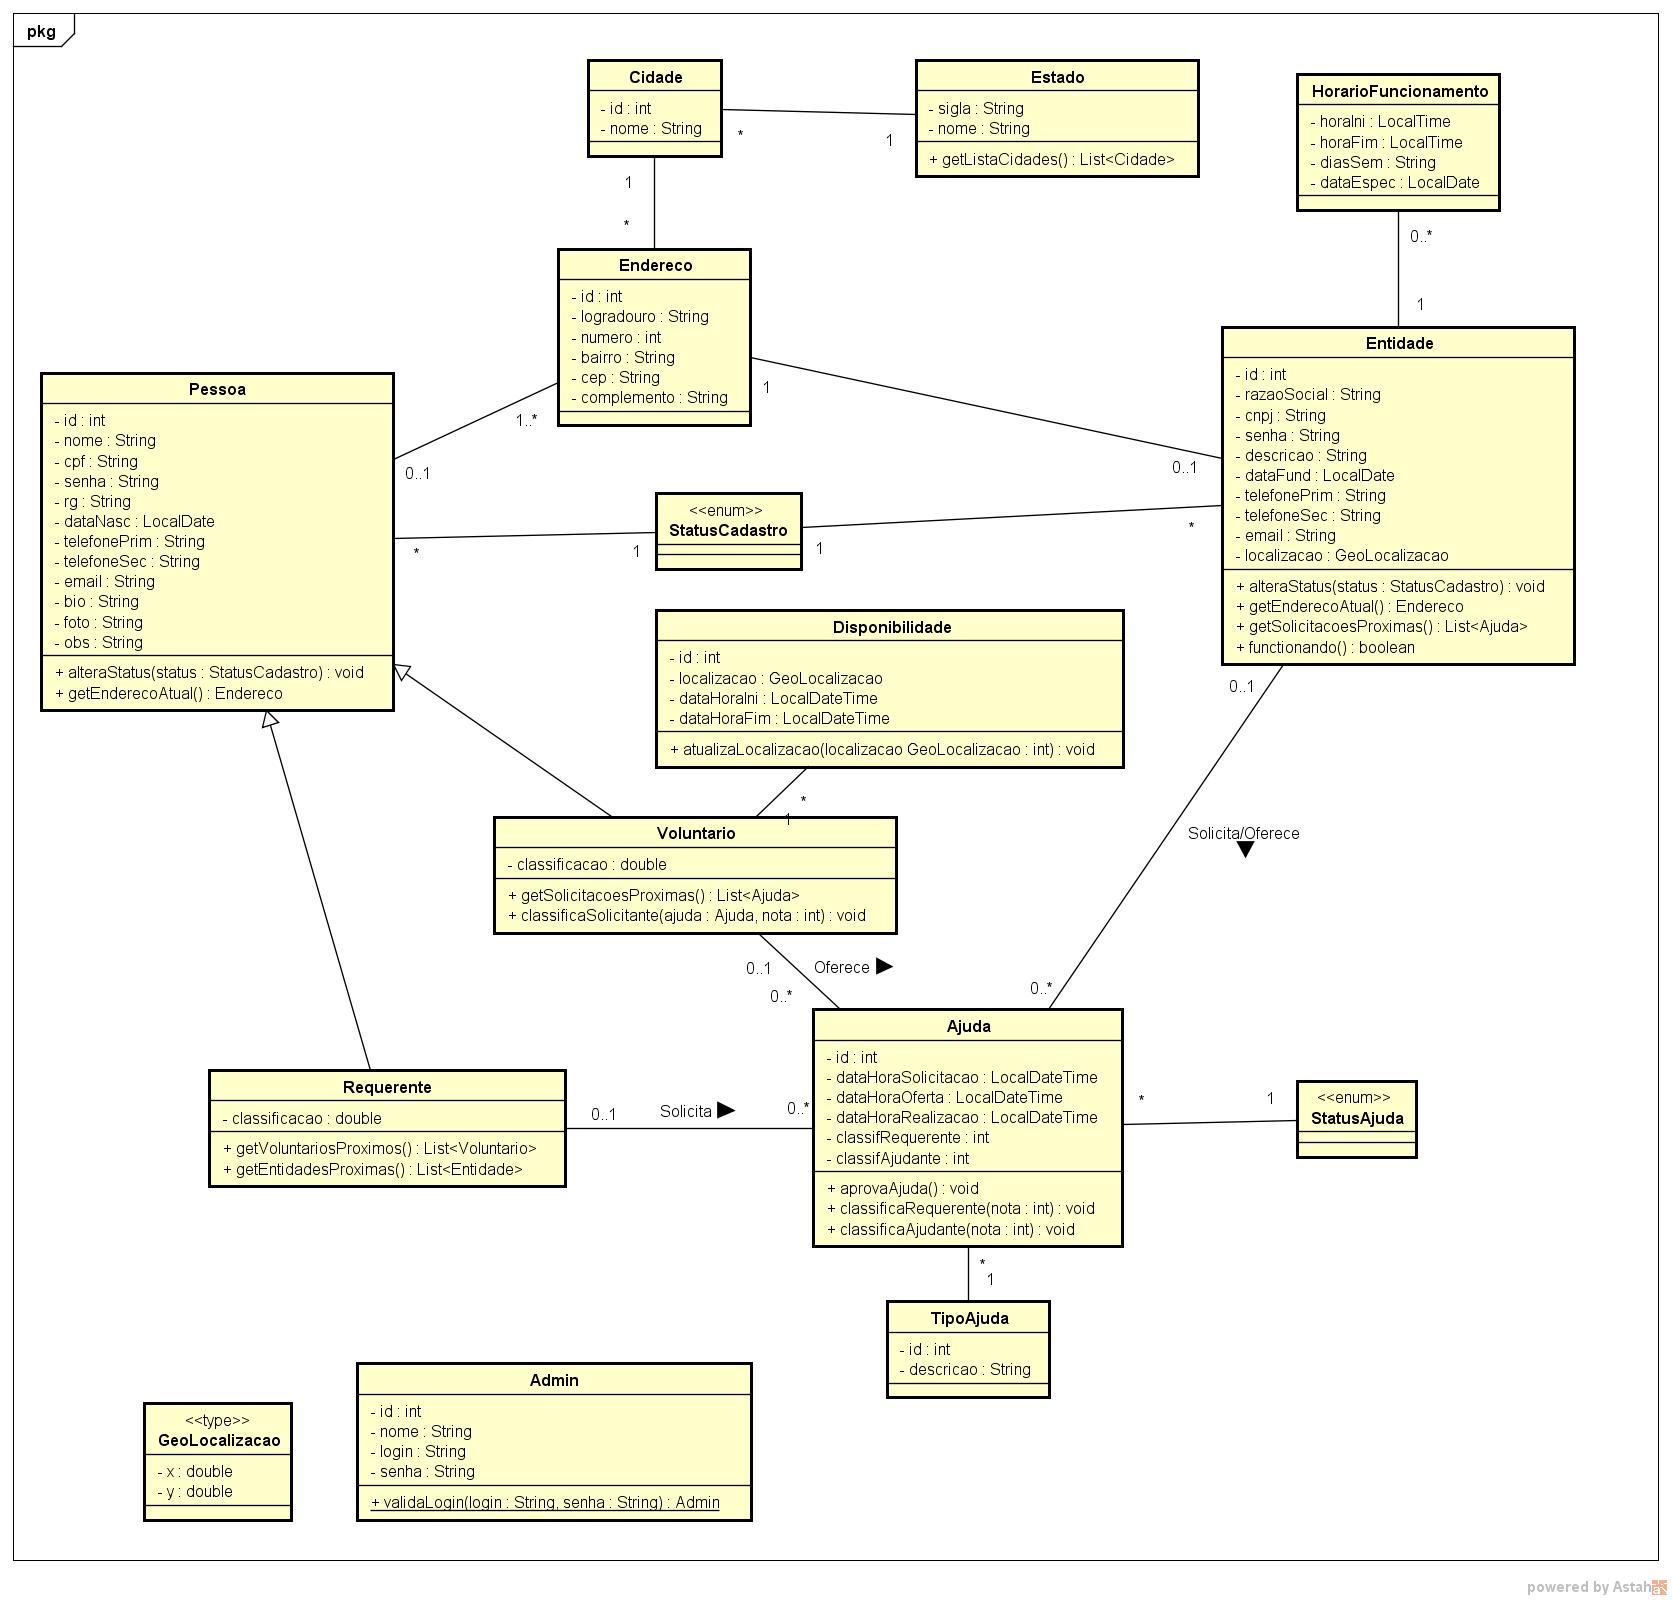 pkg
Cidade
- id : int
- nome : String
*
1
Estado
- sigla : String
- nome : String
+ getListaCidades() : List<Cidade>
HorarioFuncionamento
- horaIni : LocalTime
- horaFim : LocalTime
- diasSem : String
- dataEspec : LocalDate
0..*
1
1
*
Endereco
- id : int
- logradouro : String
- numero : int
- bairro : String
- cep : String
- complemento : String
1..*
0..1
1
0..1
Entidade
- id : int
- razaoSocial : String
- cnpj : String
- senha : String
- descricao : String
- dataFund : LocalDate
- telefonePrim : String
- telefoneSec : String
- email : String
- localizacao : GeoLocalizacao
+ alteraStatus(status : StatusCadastro) : void
+ getEnderecoAtual() : Endereco
+ getSolicitacoesProximas() : List<Ajuda>
+ functionando() : boolean
Pessoa
- id : int
- nome : String
- cpf : String
- senha : String
- rg : String
- dataNasc : LocalDate
- telefonePrim : String
- telefoneSec : String
- email : String
- bio : String
- foto : String
- obs : String
+ alteraStatus(status : StatusCadastro) : void
+ getEnderecoAtual() : Endereco
*
1
<<enum>>
StatusCadastro
1
*
Disponibilidade
- id : int
- localizacao : GeoLocalizacao
- dataHoraIni : LocalDateTime
- dataHoraFim : LocalDateTime
+ atualizaLocalizacao(localizacao GeoLocalizacao : int) : void
*
1
Voluntario
- classificacao : double
+ getSolicitacoesProximas() : List<Ajuda>
+ classificaSolicitante(ajuda : Ajuda, nota : int) : void
0..1
Oferece
0..*
0..1
Solicita/Oferece
0..*
Requerente
- classificacao : double
+ getVoluntariosProximos() : List<Voluntario>
+ getEntidadesProximas() : List<Entidade>
0..1
Solicita
0..*
Ajuda
- id : int
- dataHoraSolicitacao : LocalDateTime
- dataHoraOferta : LocalDateTime
- dataHoraRealizacao : LocalDateTime
- classifRequerente : int
- classifAjudante : int
+ aprovaAjuda() : void
+ classificaRequerente(nota : int) : void
+ classificaAjudante(nota : int) : void
*
1
<<enum>>
StatusAjuda
*
1
TipoAjuda
- id : int
- descricao : String
Admin
- id : int
- nome : String
- login : String
- senha : String
+ validaLogin(login : String, senha : String) : Admin
<<type>>
GeoLocalizacao
- x : double
- y : double
powered by Astah